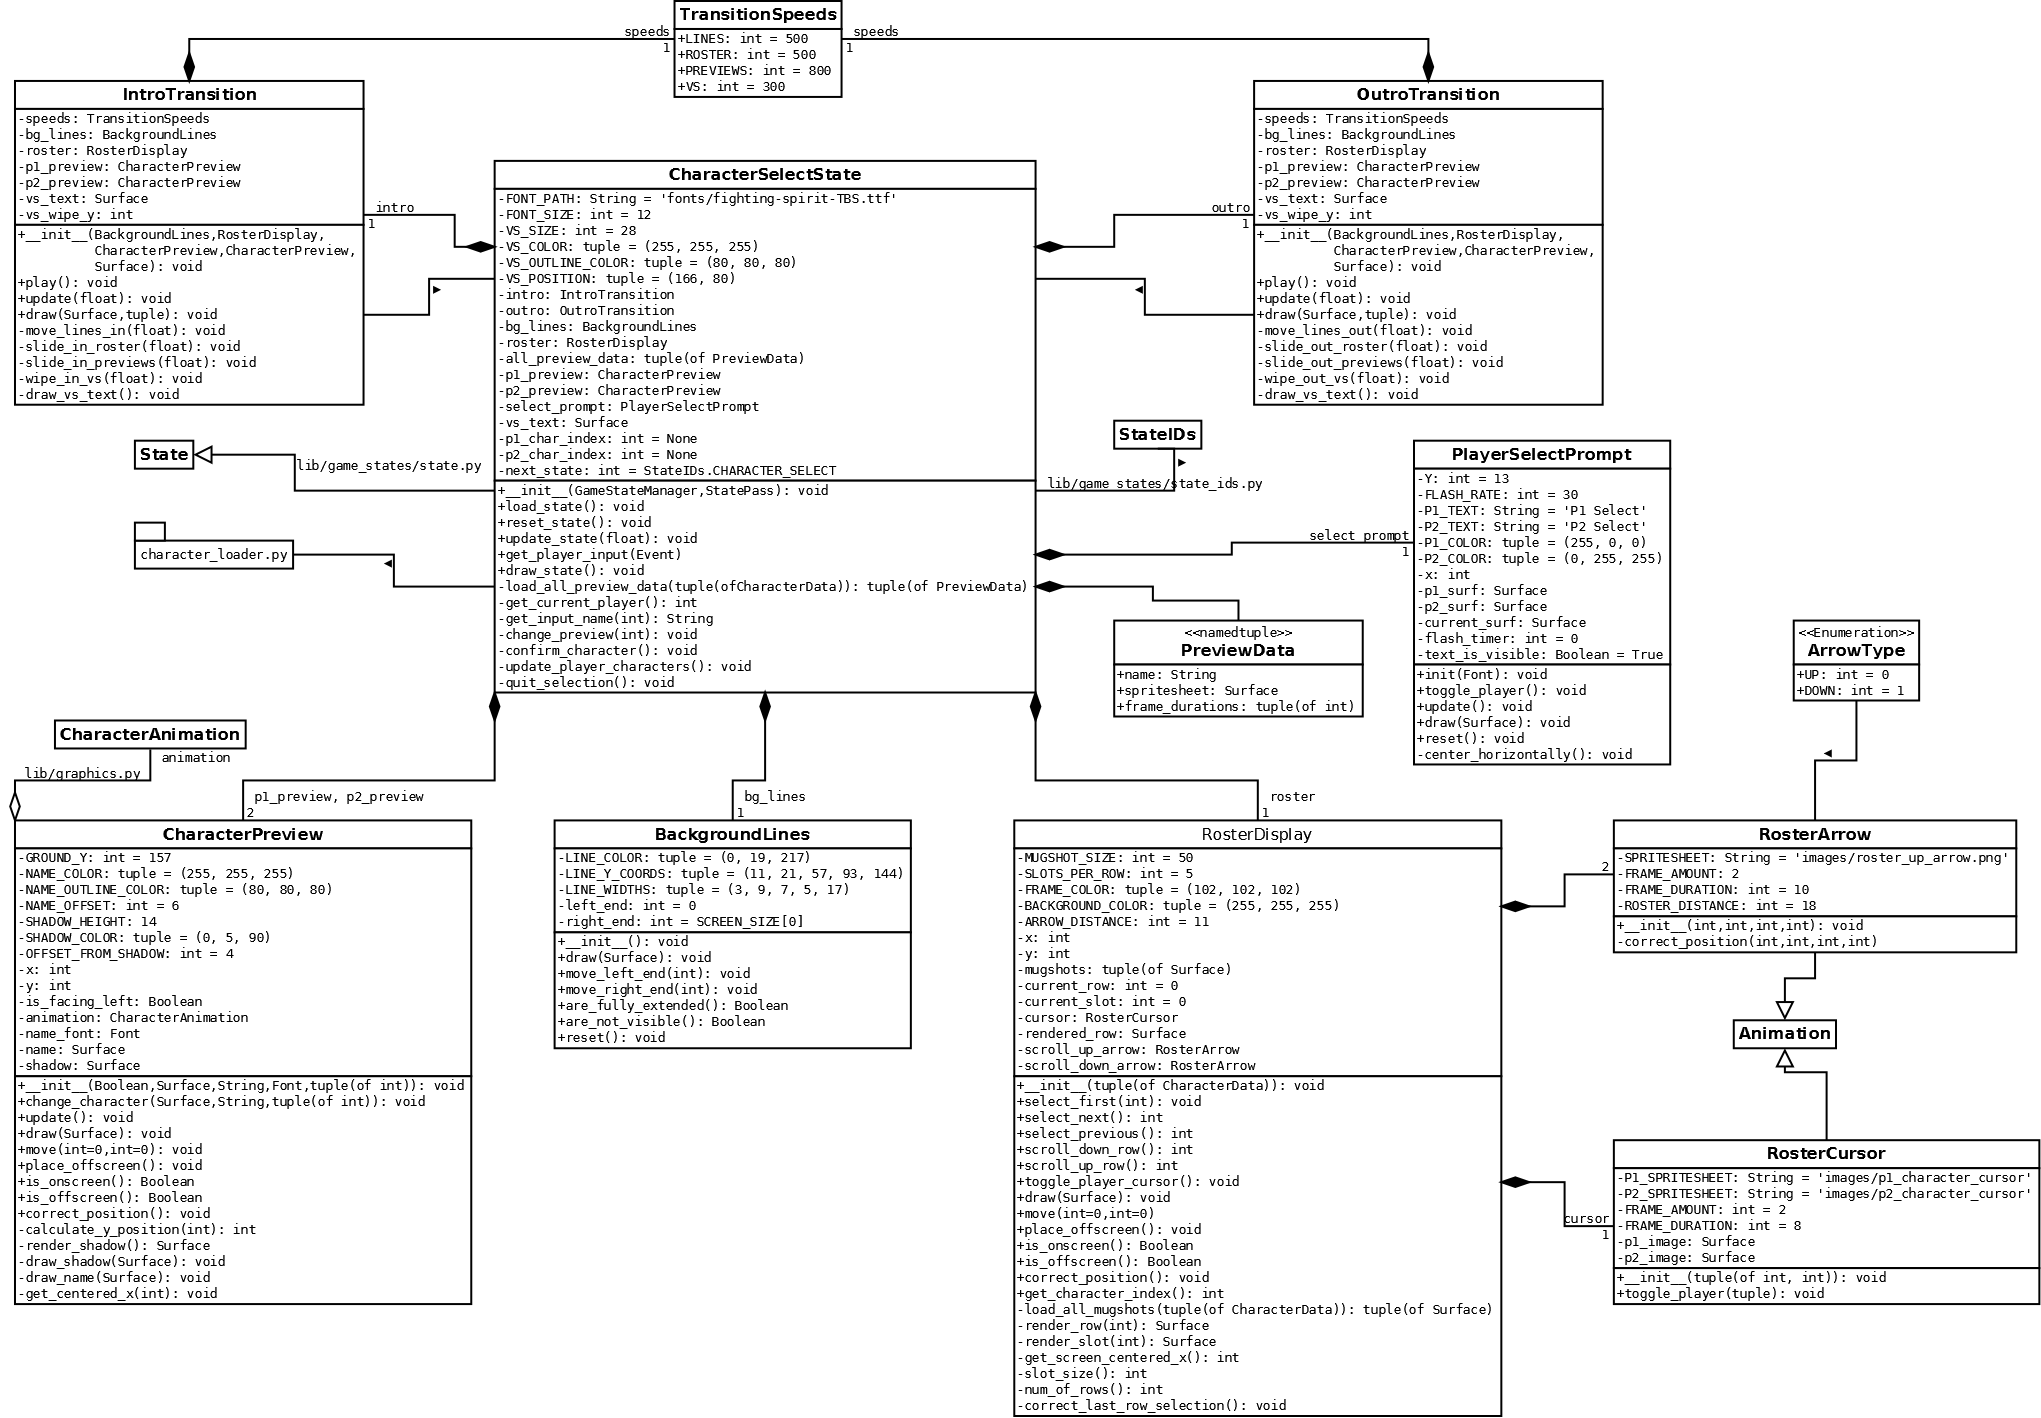 TransitionSpeeds
+LINES: int = 500
+ROSTER: int = 500
+PREVIEWS: int = 800
+VS: int = 300
speeds
1
speeds
1
IntroTransition
-speeds: TransitionSpeeds
-bg_lines: BackgroundLines
-roster: RosterDisplay
-p1_preview: CharacterPreview
-p2_preview: CharacterPreview
-vs_text: Surface
-vs_wipe_y: int
+__init__(BackgroundLines,RosterDisplay,
CharacterPreview,CharacterPreview,
Surface): void
+play(): void
+update(float): void
+draw(Surface,tuple): void
-move_lines_in(float): void
-slide_in_roster(float): void
-slide_in_previews(float): void
-wipe_in_vs(float): void
-draw_vs_text(): void
intro
1
CharacterSelectState
-FONT_PATH: String = 'fonts/fighting-spirit-TBS.ttf'
-FONT_SIZE: int = 12
-VS_SIZE: int = 28
-VS_COLOR: tuple = (255, 255, 255)
-VS_OUTLINE_COLOR: tuple = (80, 80, 80)
-VS_POSITION: tuple = (166, 80)
-intro: IntroTransition
-outro: OutroTransition
-bg_lines: BackgroundLines
-roster: RosterDisplay
-all_preview_data: tuple(of PreviewData)
-p1_preview: CharacterPreview
-p2_preview: CharacterPreview
-select_prompt: PlayerSelectPrompt
-vs_text: Surface
-p1_char_index: int = None
-p2_char_index: int = None
-next_state: int = StateIDs.CHARACTER_SELECT
+__init__(GameStateManager,StatePass): void
+load_state(): void
+reset_state(): void
+update_state(float): void
+get_player_input(Event)
+draw_state(): void
-load_all_preview_data(tuple(ofCharacterData)): tuple(of PreviewData)
-get_current_player(): int
-get_input_name(int): String
-change_preview(int): void
-confirm_character(): void
-update_player_characters(): void
-quit_selection(): void
outro
1
OutroTransition
-speeds: TransitionSpeeds
-bg_lines: BackgroundLines
-roster: RosterDisplay
-p1_preview: CharacterPreview
-p2_preview: CharacterPreview
-vs_text: Surface
-vs_wipe_y: int
+__init__(BackgroundLines,RosterDisplay,
CharacterPreview,CharacterPreview,
Surface): void
+play(): void
+update(float): void
+draw(Surface,tuple): void
-move_lines_out(float): void
-slide_out_roster(float): void
-slide_out_previews(float): void
-wipe_out_vs(float): void
-draw_vs_text(): void
State
lib/game_states/state.py
character_loader.py
StateIDs
lib/game_states/state_ids.py
select_prompt
1
PlayerSelectPrompt
-Y: int = 13
-FLASH_RATE: int = 30
-P1_TEXT: String = 'P1 Select'
-P2_TEXT: String = 'P2 Select'
-P1_COLOR: tuple = (255, 0, 0)
-P2_COLOR: tuple = (0, 255, 255)
-x: int
-p1_surf: Surface
-p2_surf: Surface
-current_surf: Surface
-flash_timer: int = 0
-text_is_visible: Boolean = True
+init(Font): void
+toggle_player(): void
+update(): void
+draw(Surface): void
+reset(): void
-center_horizontally(): void
<<namedtuple>>
PreviewData
+name: String
+spritesheet: Surface
+frame_durations: tuple(of int)
<<Enumeration>>
ArrowType
+UP: int = 0
+DOWN: int = 1
CharacterAnimation
animation
lib/graphics.py
p1_preview, p2_preview
2
bg_lines
1
roster
1
CharacterPreview
-GROUND_Y: int = 157
-NAME_COLOR: tuple = (255, 255, 255)
-NAME_OUTLINE_COLOR: tuple = (80, 80, 80)
-NAME_OFFSET: int = 6
-SHADOW_HEIGHT: 14
-SHADOW_COLOR: tuple = (0, 5, 90)
-OFFSET_FROM_SHADOW: int = 4
-x: int
-y: int
-is_facing_left: Boolean
-animation: CharacterAnimation
-name_font: Font
-name: Surface
-shadow: Surface
+__init__(Boolean,Surface,String,Font,tuple(of int)): void
+change_character(Surface,String,tuple(of int)): void
+update(): void
+draw(Surface): void
+move(int=0,int=0): void
+place_offscreen(): void
+is_onscreen(): Boolean
+is_offscreen(): Boolean
+correct_position(): void
-calculate_y_position(int): int
-render_shadow(): Surface
-draw_shadow(Surface): void
-draw_name(Surface): void
-get_centered_x(int): void
BackgroundLines
-LINE_COLOR: tuple = (0, 19, 217)
-LINE_Y_COORDS: tuple = (11, 21, 57, 93, 144)
-LINE_WIDTHS: tuple = (3, 9, 7, 5, 17)
-left_end: int = 0
-right_end: int = SCREEN_SIZE[0]
+__init__(): void
+draw(Surface): void
+move_left_end(int): void
+move_right_end(int): void
+are_fully_extended(): Boolean
+are_not_visible(): Boolean
+reset(): void
RosterDisplay
-MUGSHOT_SIZE: int = 50
-SLOTS_PER_ROW: int = 5
-FRAME_COLOR: tuple = (102, 102, 102)
-BACKGROUND_COLOR: tuple = (255, 255, 255)
-ARROW_DISTANCE: int = 11
-x: int
-y: int
-mugshots: tuple(of Surface)
-current_row: int = 0
-current_slot: int = 0
-cursor: RosterCursor
-rendered_row: Surface
-scroll_up_arrow: RosterArrow
-scroll_down_arrow: RosterArrow
+__init__(tuple(of CharacterData)): void
+select_first(int): void
+select_next(): int
+select_previous(): int
+scroll_down_row(): int
+scroll_up_row(): int
+toggle_player_cursor(): void
+draw(Surface): void
+move(int=0,int=0)
+place_offscreen(): void
+is_onscreen(): Boolean
+is_offscreen(): Boolean
+correct_position(): void
+get_character_index(): int
-load_all_mugshots(tuple(of CharacterData)): tuple(of Surface)
-render_row(int): Surface
-render_slot(int): Surface
-get_screen_centered_x(): int
-slot_size(): int
-num_of_rows(): int
-correct_last_row_selection(): void
2
RosterArrow
-SPRITESHEET: String = 'images/roster_up_arrow.png'
-FRAME_AMOUNT: 2
-FRAME_DURATION: int = 10
-ROSTER_DISTANCE: int = 18
+__init__(int,int,int,int): void
-correct_position(int,int,int,int)
Animation
cursor
1
RosterCursor
-P1_SPRITESHEET: String = 'images/p1_character_cursor'
-P2_SPRITESHEET: String = 'images/p2_character_cursor'
-FRAME_AMOUNT: int = 2
-FRAME_DURATION: int = 8
-p1_image: Surface
-p2_image: Surface
+__init__(tuple(of int, int)): void
+toggle_player(tuple): void